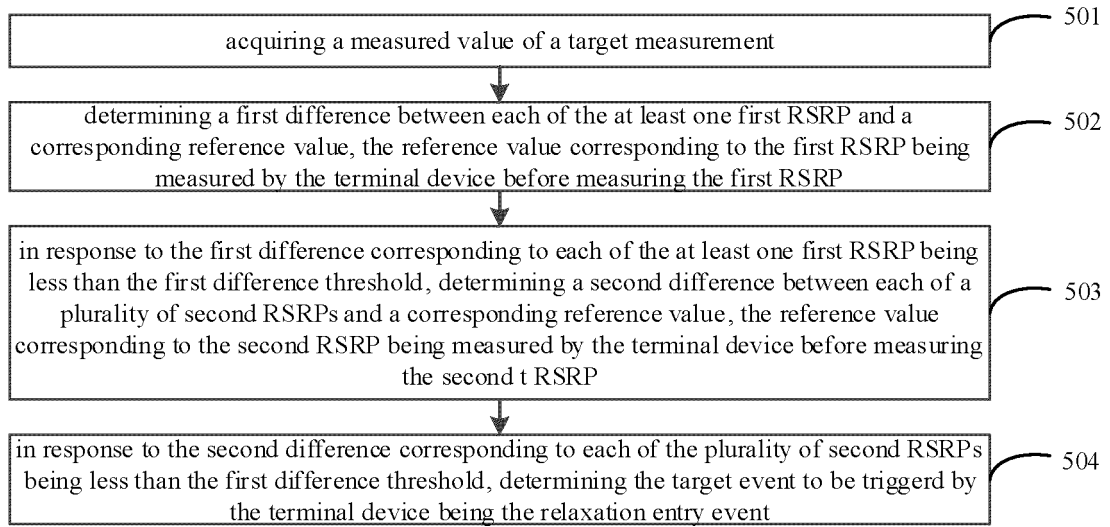 acquiring a measured value of a target measurement
501
determining a first difference between each of the at least one first RSRP and a
corresponding reference value, the reference value corresponding to the first RSRP being
measured by the terminal device before measuring the first RSRP
502
in response to the first difference corresponding to each of the at least one first RSRP being
less than the first difference threshold, determining a second difference between each of a
plurality of second RSRPs and a corresponding reference value, the reference value
corresponding to the second RSRP being measured by the terminal device before measuring
the second t RSRP
503
in response to the second difference corresponding to each of the plurality of second RSRPs
being less than the first difference threshold, determining the target event to be triggerd by
the terminal device being the relaxation entry event
504